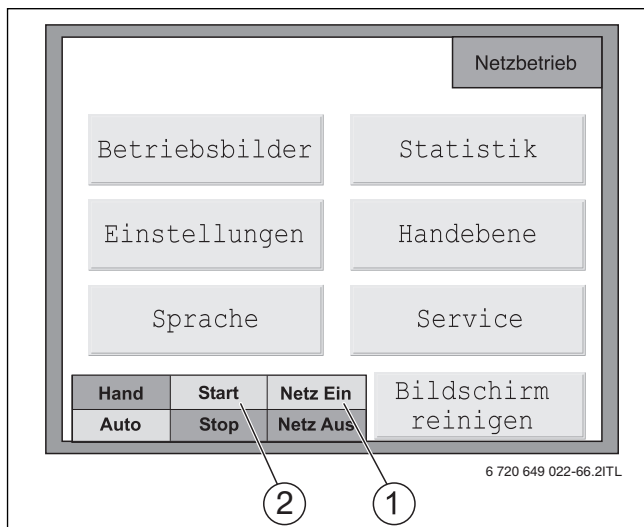 Netzbetrieb
Betriebsbilder
Statistik
Einstellungen
Handebene
Sprache
Service
Hand
Start
Netz Ein
Auto
Stop
Netz Aus
Bildschirm
reinigen
6 720 649 022-66.2ITL
2
1